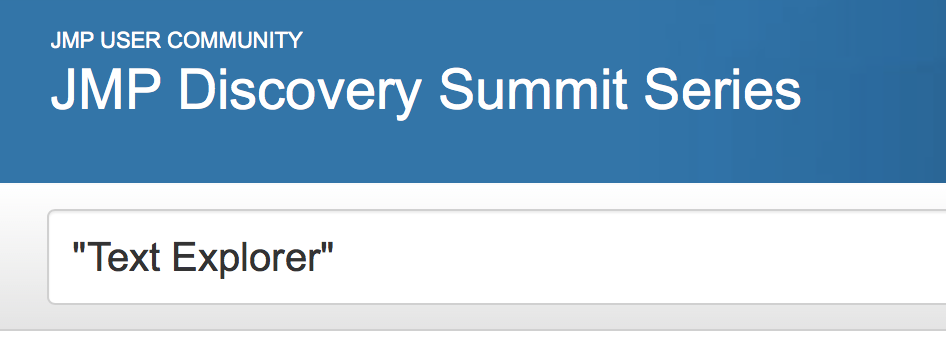 JMP USER COMMUNITY
JMP Discovery Summit Series
"Text Explorer"